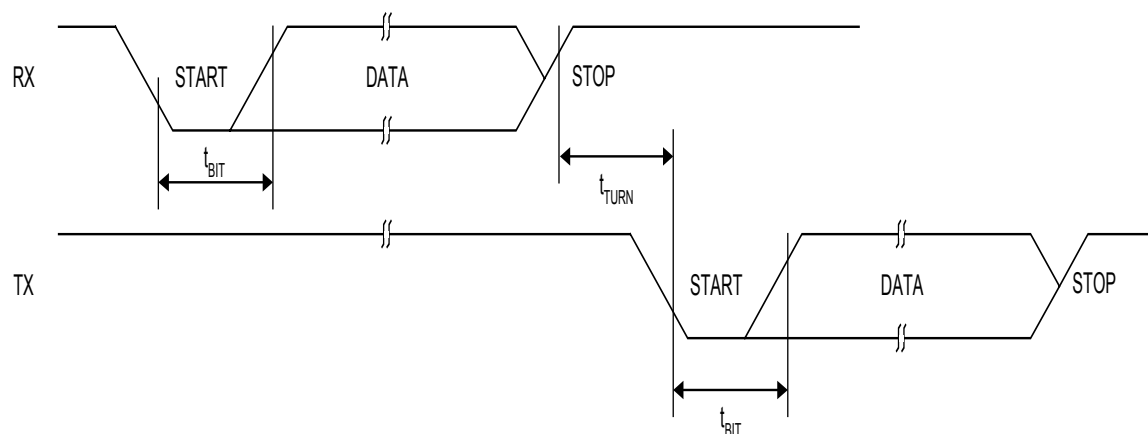 RX
START
DATA
STOP
tBIT
tTURN
TX
START
DATA
STOP
tBIT